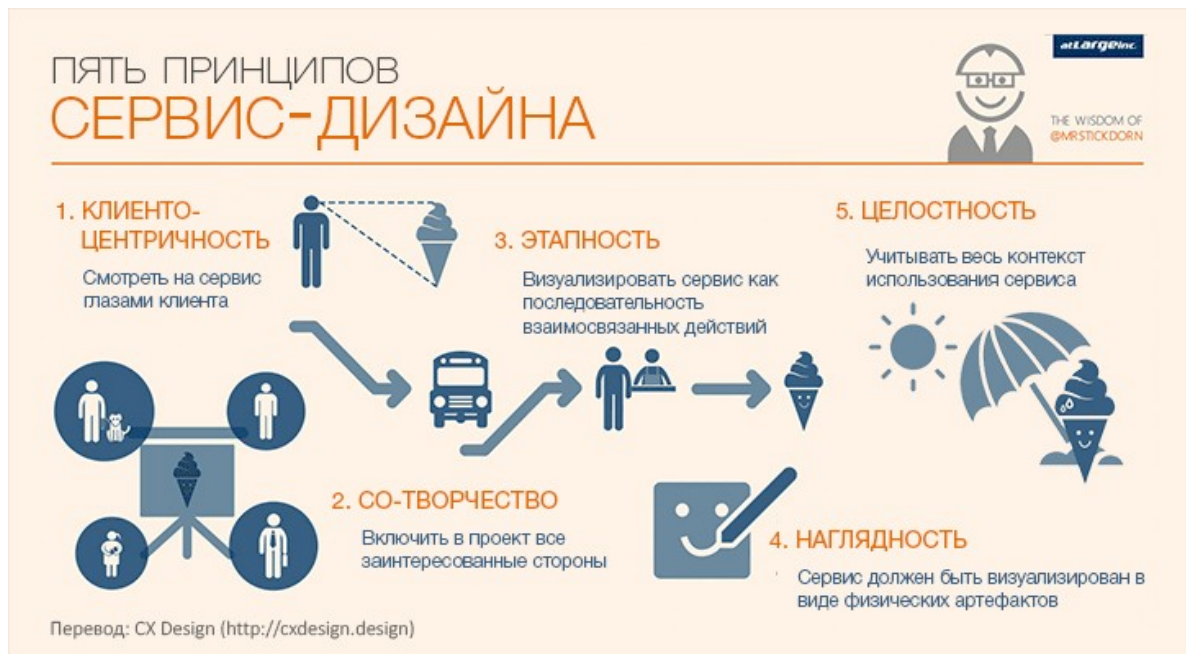 ПЯТЬ ПРИНЦИПОВ
СЕРВИС-ДИЗАЙНА
atLargeinc.
THE WISDOM OF
@MRSTICKDORN
1. КЛИЕНТО-
ЦЕНТРИЧНОСТЬ
Смотреть на сервис
глазами клиента
3. ЭТАПНОСТЬ
Визуализировать сервис как
последовательность
взаимосвязанных действий
5. ЦЕЛОСТНОСТЬ
Учитывать весь контекст
использования сервиса
2. СО-ТВОРЧЕСТВО
Включить в проект все
заинтересованные стороны
4. НАГЛЯДНОСТЬ
Сервис должен быть визуализирован в
виде физических артефактов
Перевод: CX Design (http://cxdesign.design)